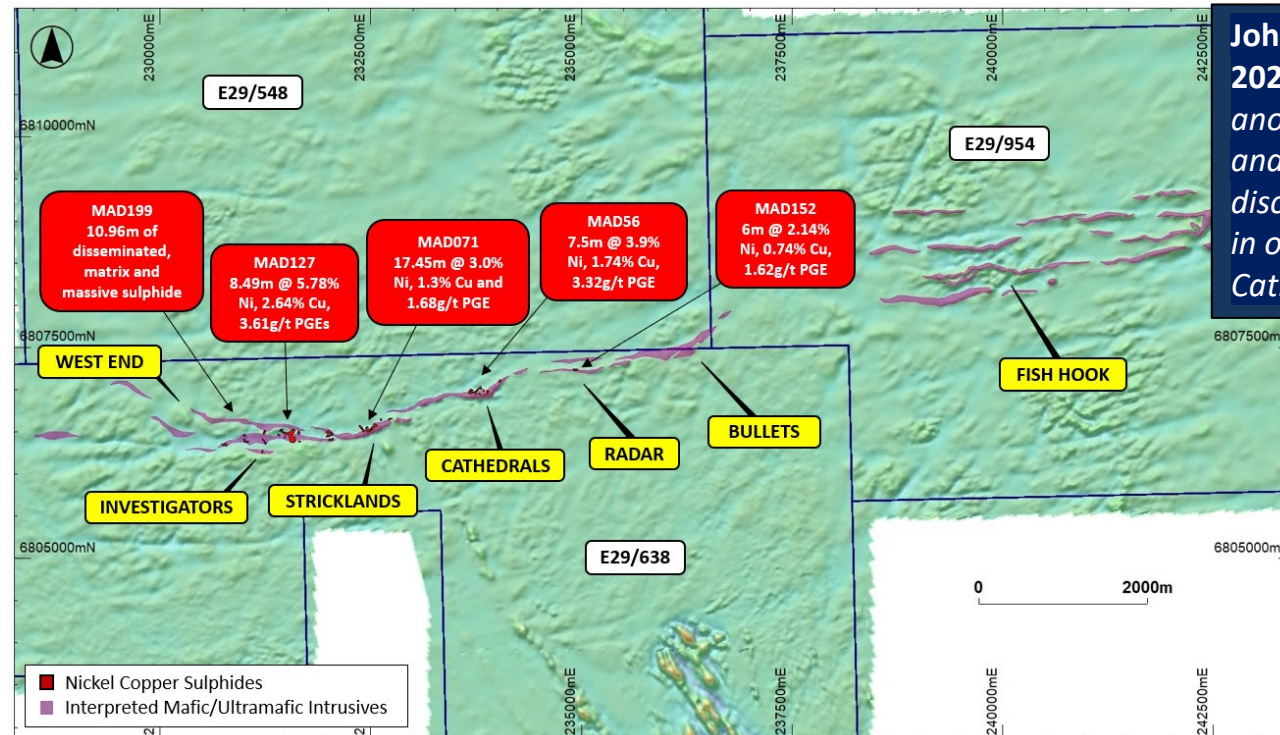 230000mE
232500mE
235000mE
237500mE
240000mE
E29/548
6810000mN
E29/954
MAD199
10.96m of
disseminated,
matrix and
massive sulphide
MAD127
8.49m @ 5.78%
Ni, 2.64% Cu,
3.61g/t PGEs
MAD071
17.45m @ 3.0%
Ni, 1.3% Cu and
1.68g/t PGE
MAD56
7.5m @ 3.9%
Ni, 1.74% Cu,
3.32g/t PGE
MAD152
6m @ 2.14%
Ni, 0.74% Cu,
1.62g/t PGE
6807500mN
WEST END
FISH HOOK
BULLETS
RADAR
CATHEDRALS
STRICKLANDS
INVESTIGATORS
6805000mN
E29/638
0 2000m
Nickel Copper Sulphides
Interpreted Mafic/Ultramafic Intrusives
235000mE
237500mE
240000mE
242500mE
and
in o